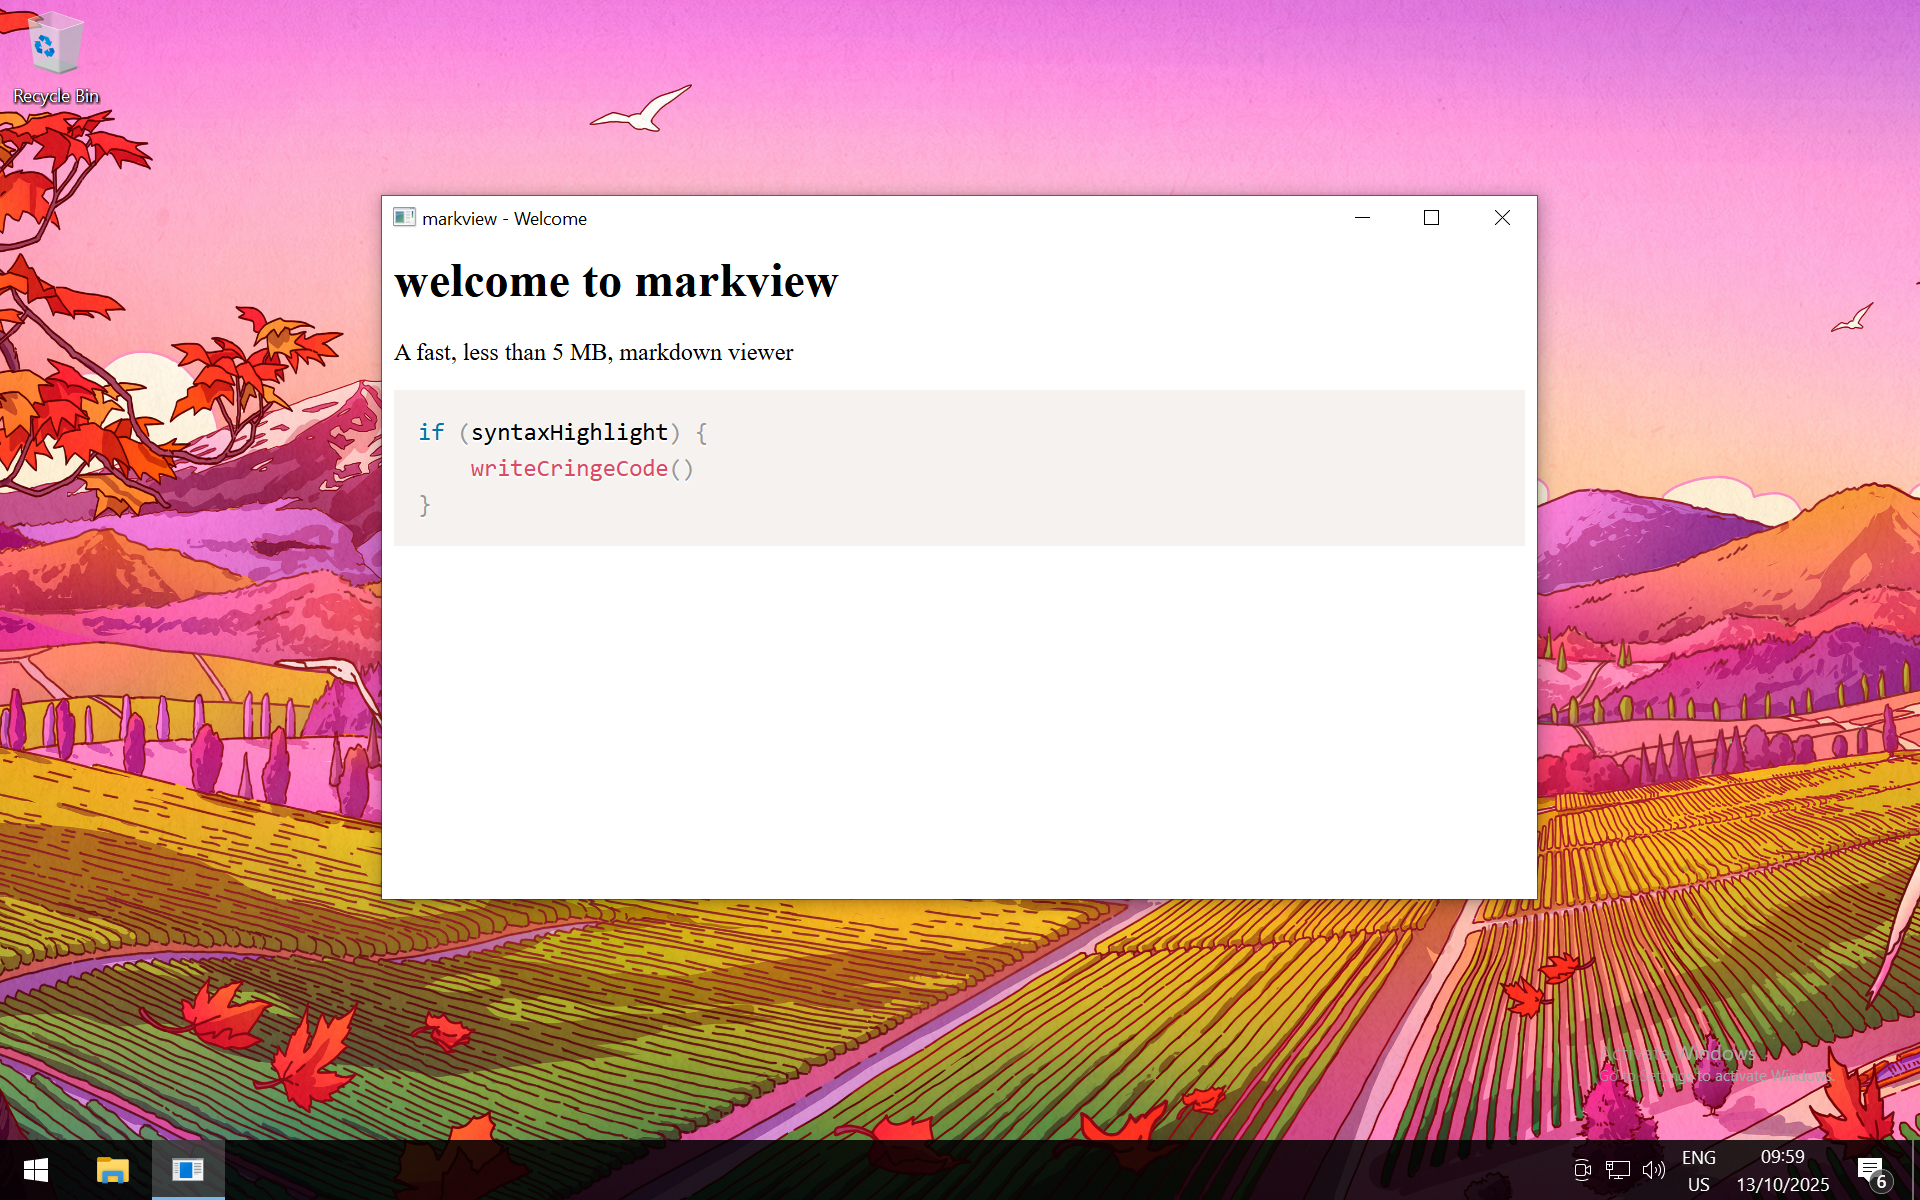 Recycle Bin
markview - Welcome
welcome to markview
A fast, less than 5 MB, markdown viewer
if (syntaxHighlight) {
    writeCringeCode()
}
Activate Windows
Go to Settings to activate Windows.
ENG
US
09:59
13/10/2025
6